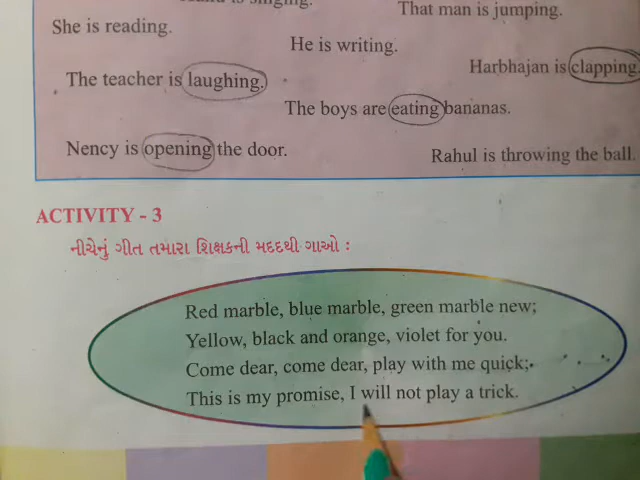 is singing.
That man is jumping.
She is reading.
He is writing.
Harbhajan is clapping.
The teacher is laughing.
The boys are eating bananas.
Nency is opening the door.
Rahul is throwing the ball.
ACTIVITY - 3
નીચેનું ગીત તમારા શિક્ષકની મદદથી ગાઓ :
Red marble, blue marble, green marble new;
Yellow, black and orange, violet for you.
Come dear, come dear, play with me quick;
This is my promise, I will not play a trick.